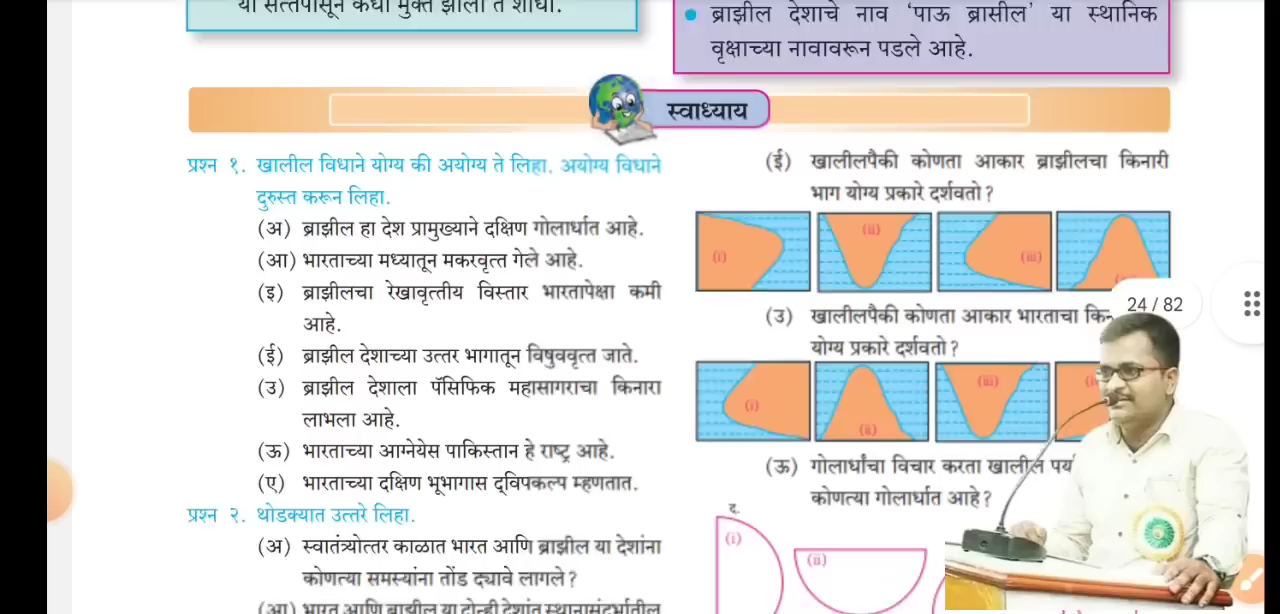 या सत्तेपासून कधी मुक्त झाला ते शोधा.
ब्राझील देशाचे नाव ‘पाऊ ब्रासील’ या स्थानिक
वृक्षाच्या नावावरून पडले आहे.
स्वाध्याय
प्रश्न १. खालील विधाने योग्य की अयोग्य ते लिहा. अयोग्य विधाने
दुरुस्त करून लिहा.
(अ) ब्राझील हा देश प्रामुख्याने दक्षिण गोलार्धात आहे.
(आ) भारताच्या मध्यातून मकरवृत्त गेले आहे.
(इ) ब्राझीलचा रेखावृत्तीय विस्तार भारतापेक्षा कमी
आहे.
(ई) ब्राझील देशाच्या उत्तर भागातून विषुववृत्त जाते.
(उ) ब्राझील देशाला पॅसिफिक महासागराचा किनारा
लाभला आहे.
(ऊ) भारताच्या आग्नेयेस पाकिस्तान हे राष्ट्र आहे.
(ए) भारताच्या दक्षिण भूभागास द्विपकल्प म्हणतात.
प्रश्न २. थोडक्यात उत्तरे लिहा.
(अ) स्वातंत्र्योत्तर काळात भारत आणि ब्राझील या देशांना
कोणत्या समस्यांना तोंड द्यावे लागले?
(आ) भारत आणि ब्राझील या दोन्ही देशांत स्थानासंदर्भातील
(ई) खालीलपैकी कोणता आकार ब्राझीलचा किनारी
भाग योग्य प्रकारे दर्शवतो?
(i) (ii) (iii)
24 / 82
(उ) खालीलपैकी कोणता आकार भारताचा
योग्य प्रकारे दर्शवतो?
(i) (ii) (iii)
(ऊ) गोलार्धांचा विचार करता खालील
कोणत्या गोलार्धात आहे?
द.
(i) (ii)